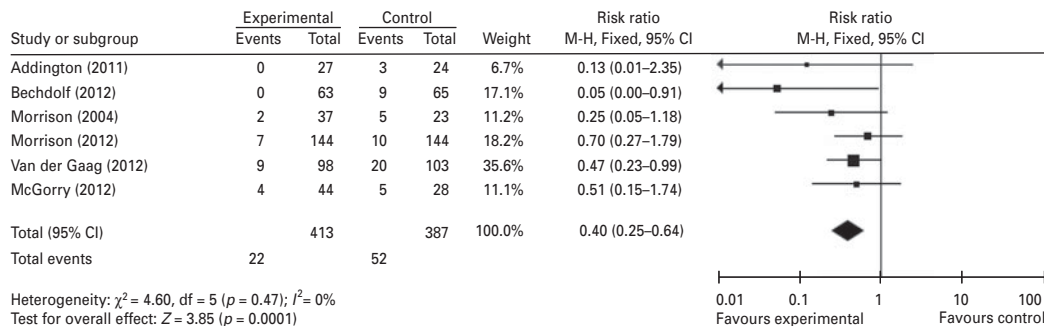 Experimental Control Risk ratio Risk ratio
Study or subgroup Events Total Events Total Weight M-H, Fixed, 95% CI M-H, Fixed, 95% CI
Addington (2011) 0 27 3 24 6.7% 0.13 (0.01–2.35)
Bechdolf (2012) 0 63 9 65 17.1% 0.05 (0.00–0.91)
Morrison (2004) 2 37 5 23 11.2% 0.25 (0.05–1.18)
Morrison (2012) 7 144 10 144 18.2% 0.70 (0.27–1.79)
Van der Gaag (2012) 9 98 20 103 35.6% 0.47 (0.23–0.99)
McGorry (2012) 4 44 5 28 11.1% 0.51 (0.15–1.74)
Total (95% CI) 413 387 100.0% 0.40 (0.25–0.64)
Total events 22 52
Heterogeneity: χ² = 4.60, df = 5 (p = 0.47); I² = 0%
Test for overall effect: Z = 3.85 (p = 0.0001)
0.01 0.1 1 10 100
Favours experimental Favours control